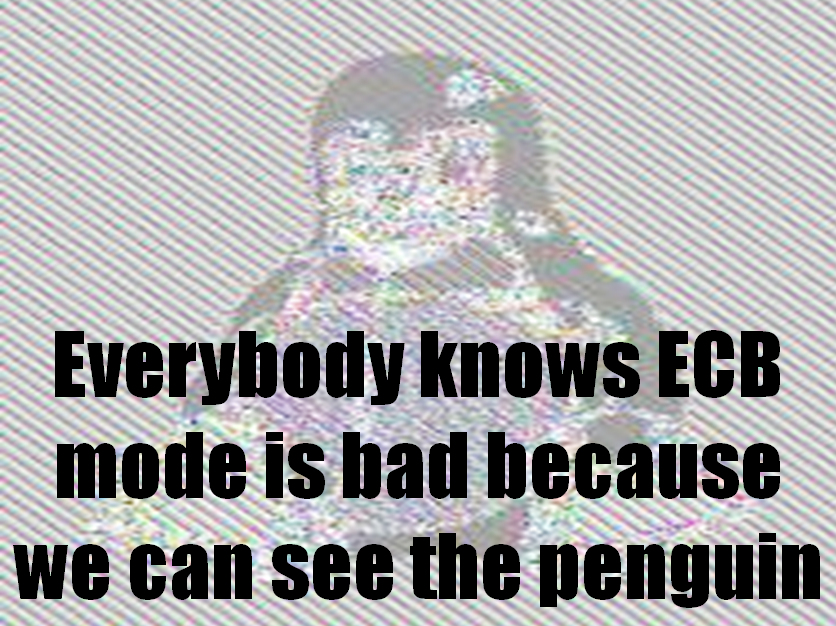 Everybody knows ECB
mode is bad because
we can see the penguin